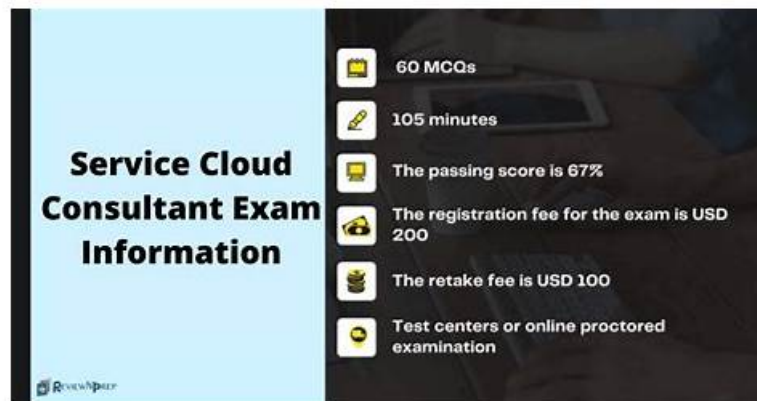 Service Cloud
Consultant Exam
Information
60 MCQs
105 minutes
The passing score is 67%
The registration fee for the exam is USD
200
The retake fee is USD 100
Test centers or online proctored
examination
REVIEWNPREP